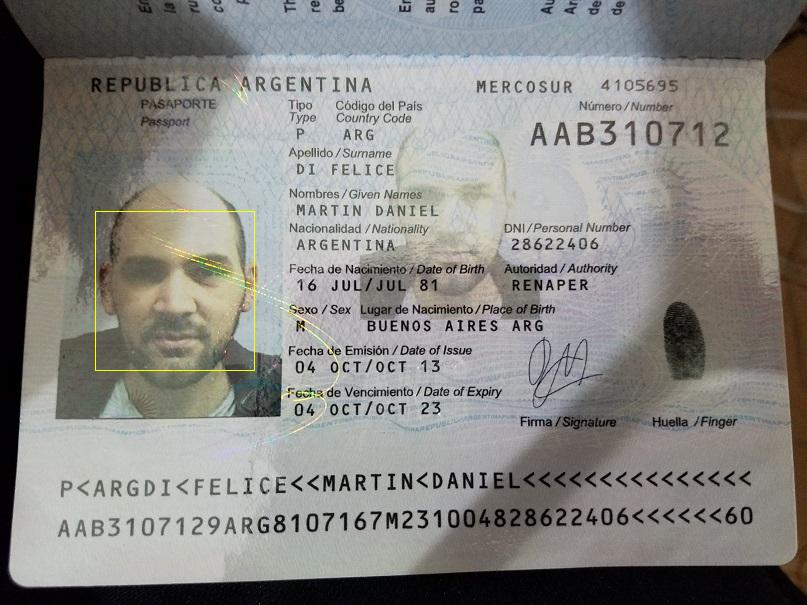 REPUBLICA ARGENTINA
MERCOSUR 4105695
PASAPORTE
Passport
Tipo Código del País
Type Country Code
P ARG
Número / Number
AAB310712
Apellido / Surname
DI FELICE
Nombres / Given Names
MARTIN DANIEL
Nacionalidad / Nationality DNI / Personal Number
ARGENTINA 28622406
Fecha de Nacimiento / Date of Birth Autoridad / Authority
16 JUL/JUL 81 RENAPER
Sexo / Sex Lugar de Nacimiento / Place of Birth
M BUENOS AIRES ARG
Fecha de Emisión / Date of Issue
04 OCT/OCT 13
Fecha de Vencimiento / Date of Expiry
04 OCT/OCT 23
Firma / Signature Huella / Finger
P<ARGDI<FELICE<<MARTIN<DANIEL<<<<<<<<<<<<<<<
AAB3107129ARG8107167M231004828622406<<<<<<60